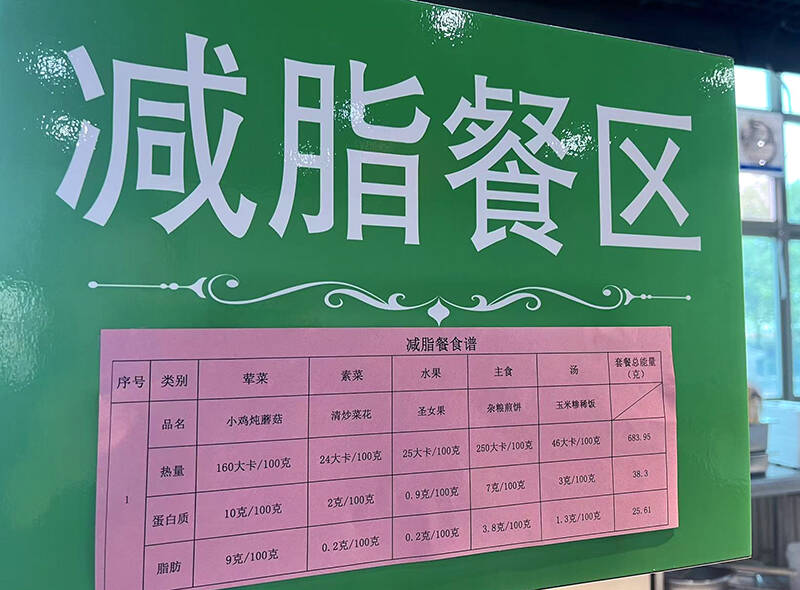 减脂餐区
减脂餐食谱
序号 类别 荤菜 素菜 水果 主食 汤 套餐总能量（克）
1 品名 小鸡炖蘑菇 清炒菜花 圣女果 杂粮煎饼 玉米糁稀饭
热量 160大卡/100克 24大卡/100克 25大卡/100克 250大卡/100克 46大卡/100克 683.95
蛋白质 10克/100克 2克/100克 0.9克/100克 7克/100克 3克/100克 38.3
脂肪 9克/100克 0.2克/100克 0.2克/100克 3.8克/100克 1.3克/100克 25.61